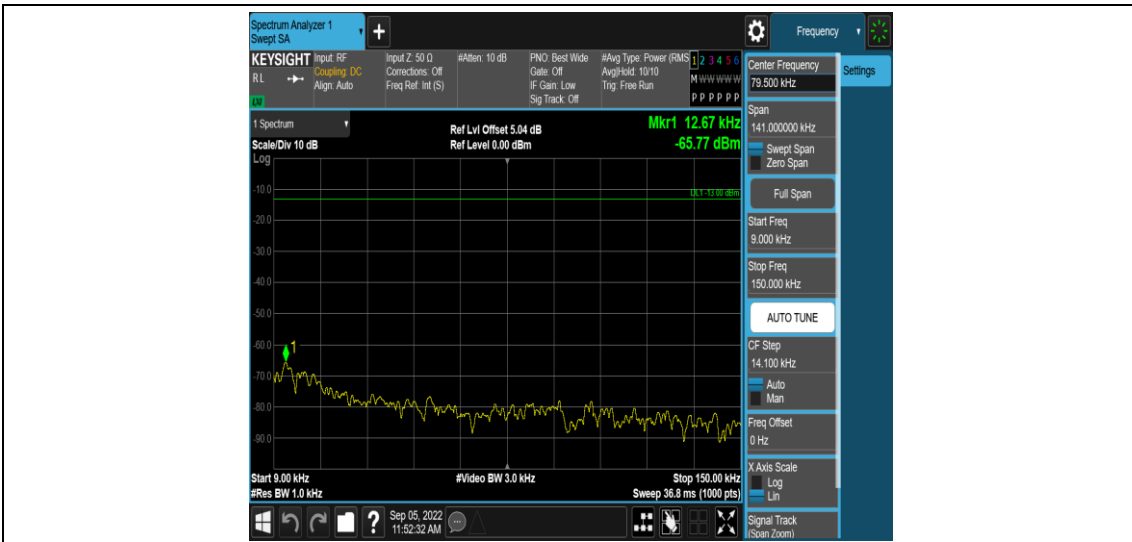 Spectrum Analyzer 1
Swept SA
+
Frequency
KEYSIGHT
RL
LXI
Input: RF
Coupling: DC
Align: Auto
Input Z: 50 Ω
Corrections: Off
Freq Ref: Int (S)
#Atten: 10 dB
PNO: Best Wide
Gate: Off
IF Gain: Low
Sig Track: Off
#Avg Type: Power (RMS
Avg|Hold: 10/10
Trig: Free Run
1 2 3 4 5 6
M W W W W W
P P P P P P
1 Spectrum
Scale/Div 10 dB
Log
Ref Lvl Offset 5.04 dB
Ref Level 0.00 dBm
Mkr1 12.67 kHz
-65.77 dBm
DL1 -13.00 dBm
-10.0
-20.0
-30.0
-40.0
-50.0
-60.0
1
-70.0
-80.0
-90.0
Start 9.00 kHz
#Res BW 1.0 kHz
#Video BW 3.0 kHz
Stop 150.00 kHz
Sweep 36.8 ms (1000 pts)
?
Sep 05, 2022
11:52:32 AM
Center Frequency
79.500 kHz
Settings
Span
141.000000 kHz
Swept Span
Zero Span
Full Span
Start Freq
9.000 kHz
Stop Freq
150.000 kHz
AUTO TUNE
CF Step
14.100 kHz
Auto
Man
Freq Offset
0 Hz
X Axis Scale
Log
Lin
Signal Track
(Span Zoom)